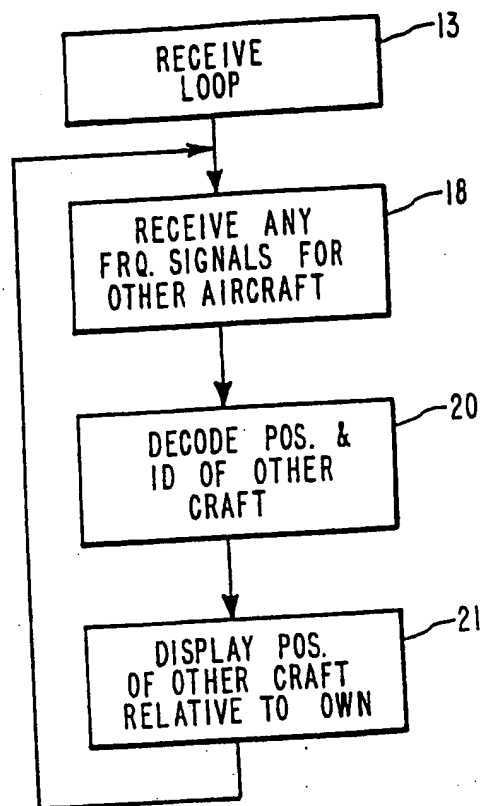 13
RECEIVE
LOOP
18
RECEIVE ANY
FRQ. SIGNALS FOR
OTHER AIRCRAFT
20
DECODE POS. &
ID OF OTHER
CRAFT
21
DISPLAY POS.
OF OTHER CRAFT
RELATIVE TO OWN